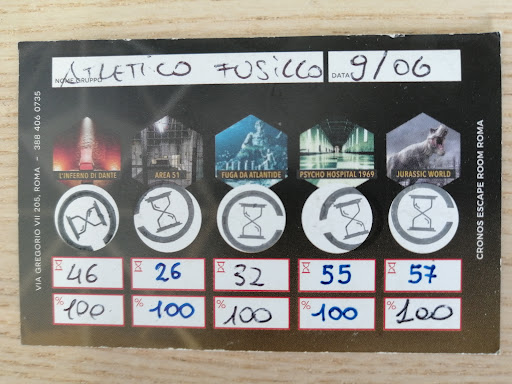 ATLETICO FUSILLO
NOME GRUPPO
DATA 9/06
L'INFERNO DI DANTE AREA 51 FUGA DA ATLANTIDE PSYCHO HOSPITAL 1969 JURASSIC WORLD
46 26 32 55 57
% 100 % 100 % 100 % 100 % 100
VIA GREGORIO VII 205, ROMA - 388 406 0735
CRONOS ESCAPE ROOM ROMA